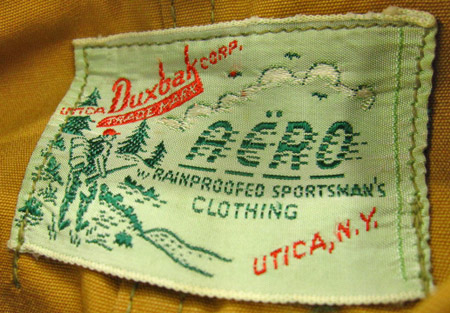 UTICA Duxbak CORP.
TRADE MARK
AËRO
W/ RAINPROOFED SPORTSMAN'S
CLOTHING
UTICA, N.Y.